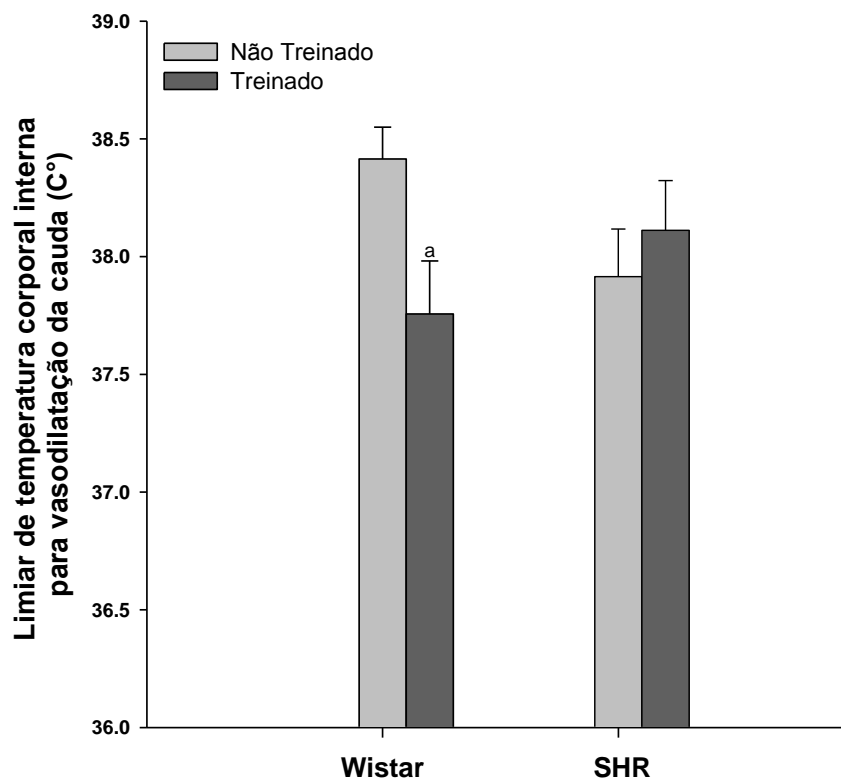 39.0
Não Treinado
Treinado
38.5
a
38.0
37.5
37.0
36.5
36.0
Limiar de temperatura corporal interna
para vasodilatação da cauda (C°)
Wistar
SHR